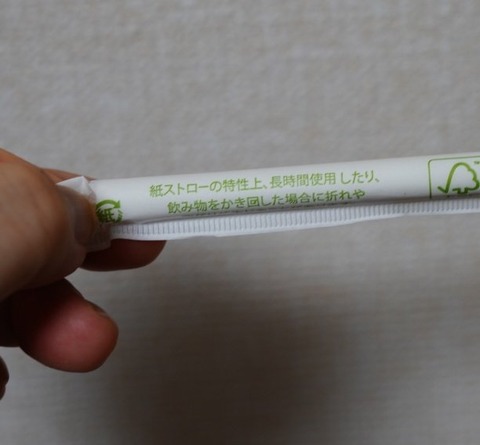 紙ストローの特性上、長時間使用したり、
飲み物をかき回した場合に折れや
紙